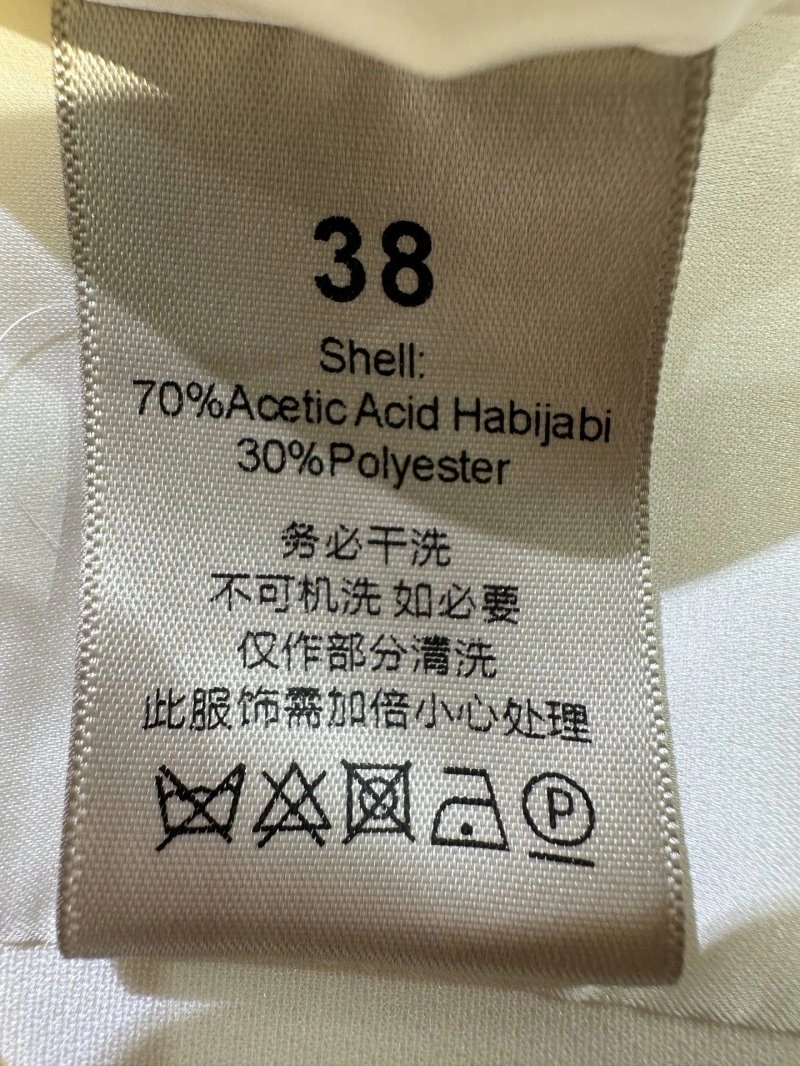 38
Shell:
70%Acetic Acid Habijabi
30%Polyester
务必干洗
不可机洗 如必要
仅作部分清洗
此服饰需加倍小心处理
P